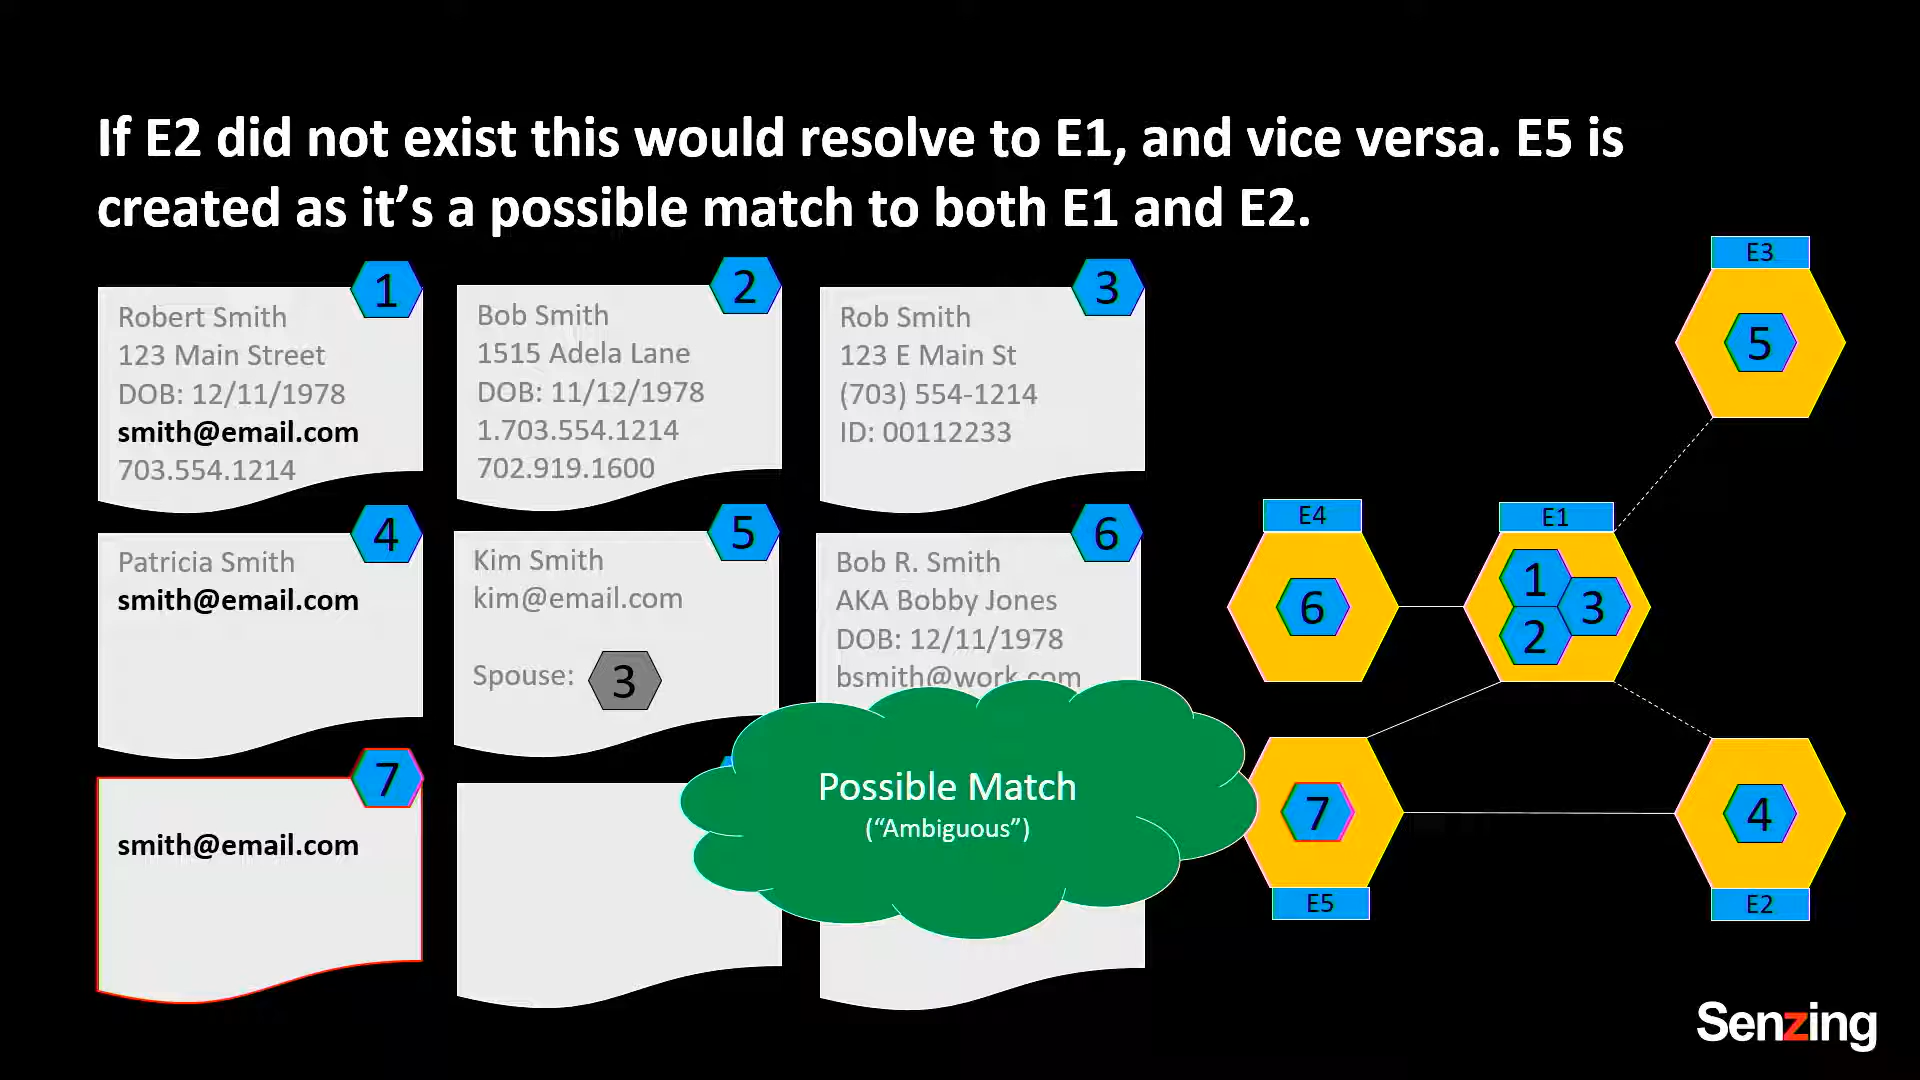 If E2 did not exist this would resolve to E1, and vice versa. E5 is
created as it's a possible match to both E1 and E2.
1
Robert Smith
123 Main Street
DOB: 12/11/1978
smith@email.com
703.554.1214
2
Bob Smith
1515 Adela Lane
DOB: 11/12/1978
1.703.554.1214
702.919.1600
3
Rob Smith
123 E Main St
(703) 554-1214
ID: 00112233
4
Patricia Smith
smith@email.com
5
Kim Smith
kim@email.com
Spouse: 3
6
Bob R. Smith
AKA Bobby Jones
DOB: 12/11/1978
bsmith@work.com
7
smith@email.com
Possible Match
(“Ambiguous”)
E3
5
E4
6
E1
1
3
2
7
E5
4
E2
Senzing